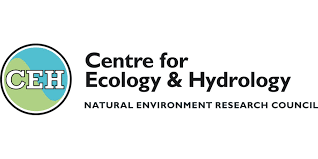 CEH
Centre for
Ecology & Hydrology
NATURAL ENVIRONMENT RESEARCH COUNCIL